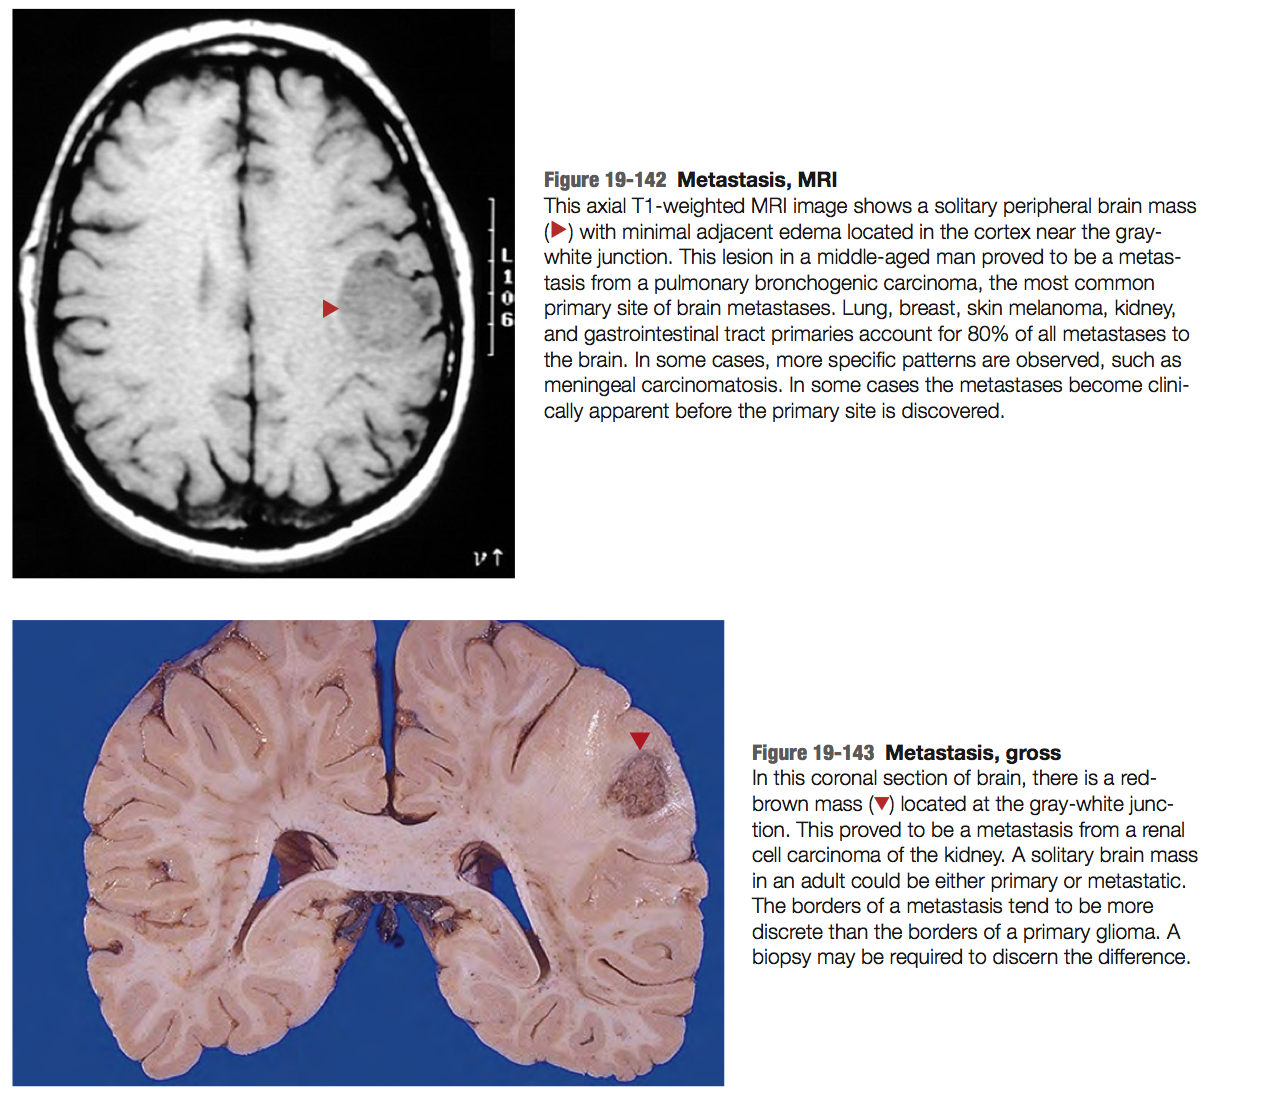 L
1
0
6
Figure 19-142 Metastasis, MRI
This axial T1-weighted MRI image shows a solitary peripheral brain mass
(▶) with minimal adjacent edema located in the cortex near the gray-
white junction. This lesion in a middle-aged man proved to be a metas-
tasis from a pulmonary bronchogenic carcinoma, the most common
primary site of brain metastases. Lung, breast, skin melanoma, kidney,
and gastrointestinal tract primaries account for 80% of all metastases to
the brain. In some cases, more specific patterns are observed, such as
meningeal carcinomatosis. In some cases the metastases become clini-
cally apparent before the primary site is discovered.
Figure 19-143 Metastasis, gross
In this coronal section of brain, there is a red-
brown mass (▼) located at the gray-white junc-
tion. This proved to be a metastasis from a renal
cell carcinoma of the kidney. A solitary brain mass
in an adult could be either primary or metastatic.
The borders of a metastasis tend to be more
discrete than the borders of a primary glioma. A
biopsy may be required to discern the difference.